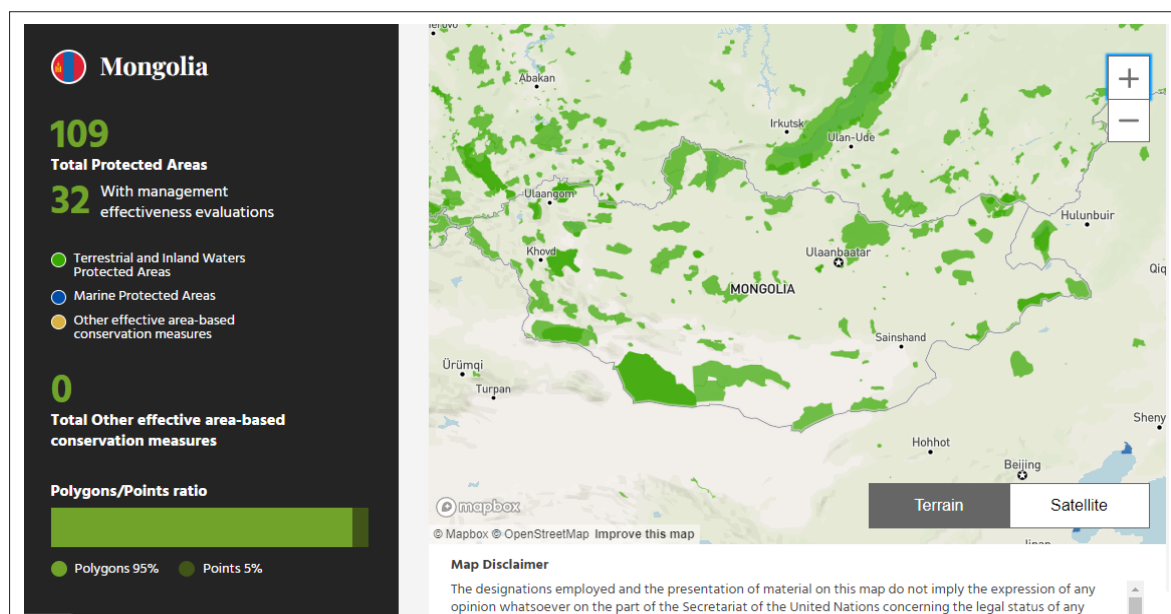 Mongolia
109
Total Protected Areas
32 With management
effectiveness evaluations
Terrestrial and Inland Waters
Protected Areas
Marine Protected Areas
Other effective area-based
conservation measures
0
Total Other effective area-based
conservation measures
Polygons/Points ratio
Polygons 95% Points 5%
Abakan
Irkutsk
Ulan-Ude
Ulaangom
Hulunbuir
Khovd
Ulaanbaatar
Qiq
MONGOLIA
Sainshand
Ürümqi
Turpan
Sheny
Hohhot
Beijing
+
−
Terrain
Satellite
mapbox
© Mapbox © OpenStreetMap Improve this map
Map Disclaimer
The designations employed and the presentation of material on this map do not imply the expression of any
opinion whatsoever on the part of the Secretariat of the United Nations concerning the legal status of any